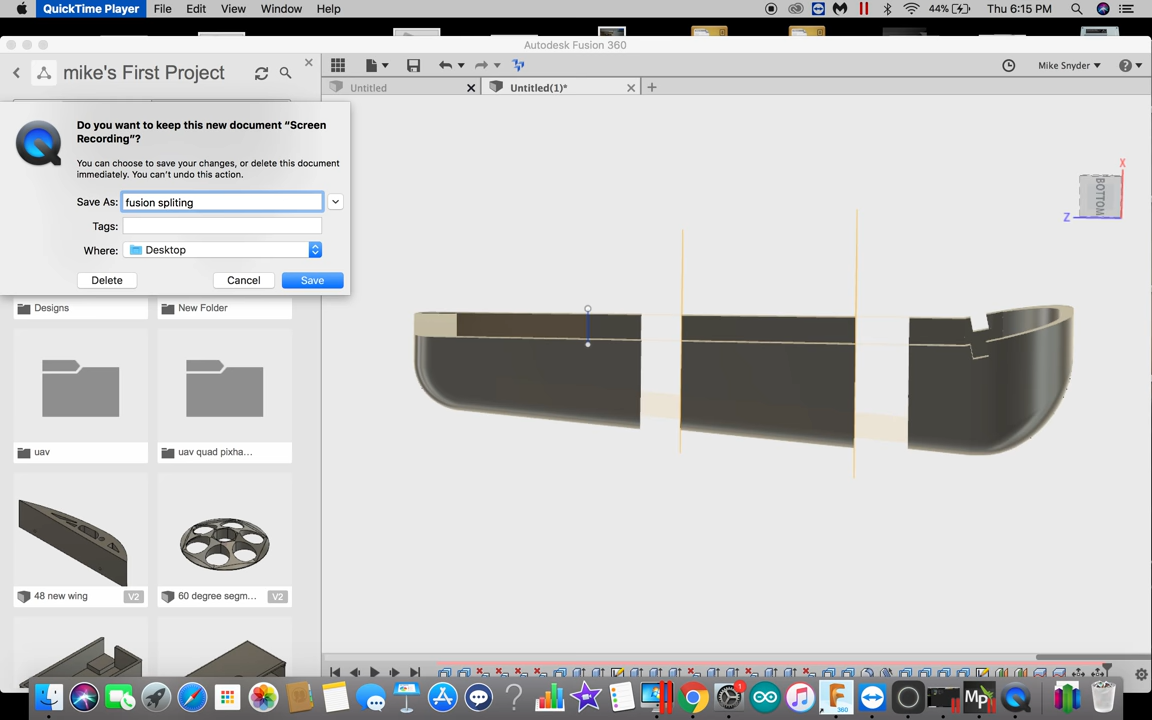 QuickTime Player File Edit View Window Help 44% Thu 6:15 PM
Autodesk Fusion 360
mike's First Project
Mike Snyder
Untitled
Untitled(1)*
Do you want to keep this new document “Screen
Recording”?
You can choose to save your changes, or delete this document
immediately. You can’t undo this action.
Save As: fusion spliting
Tags:
Where: Desktop
Delete Cancel Save
BOTTOM
X
Z
Designs
New Folder
uav
uav quad pixha...
48 new wing V2
60 degree segm... V2
1
360